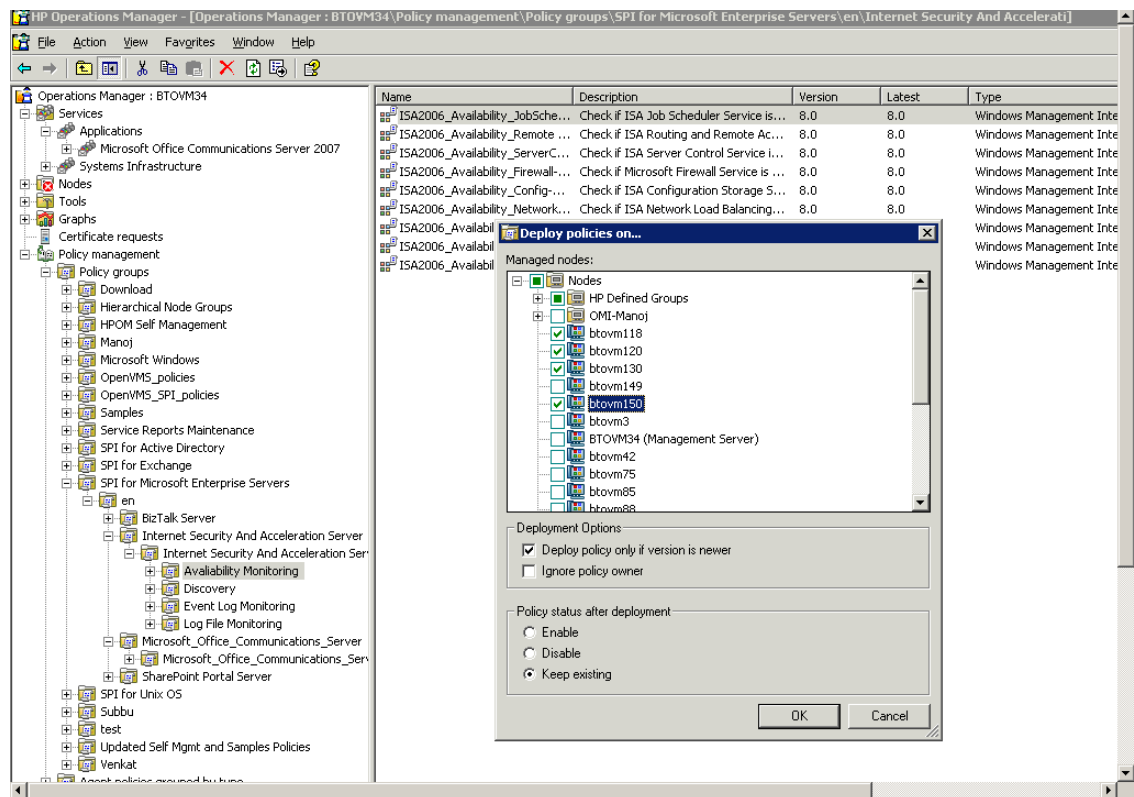 HP Operations Manager - [Operations Manager : BTOVM34\Policy management\Policy groups\SPI for Microsoft Enterprise Servers\en\Internet Security And Accelerati]
File Action View Favorites Window Help
Operations Manager : BTOVM34
Services
Applications
Microsoft Office Communications Server 2007
Systems Infrastructure
Nodes
Tools
Graphs
Certificate requests
Policy management
Policy groups
Download
Hierarchical Node Groups
HPOM Self Management
Manoj
Microsoft Windows
OpenVMS_policies
OpenVMS_SPI_policies
Samples
Service Reports Maintenance
SPI for Active Directory
SPI for Exchange
SPI for Microsoft Enterprise Servers
en
BizTalk Server
Internet Security And Acceleration Server
Internet Security And Acceleration Ser
Avaliability Monitoring
Discovery
Event Log Monitoring
Log File Monitoring
Microsoft_Office_Communications_Server
Microsoft_Office_Communications_Serv
SharePoint Portal Server
SPI for Unix OS
Subbu
test
Updated Self Mgmt and Samples Policies
Venkat
Agent policies grouped by type
Name Description Version Latest Type
ISA2006_Availability_JobSche... Check if ISA Job Scheduler Service is... 8.0 8.0 Windows Management Inte
ISA2006_Availability_Remote ... Check if ISA Routing and Remote Ac... 8.0 8.0 Windows Management Inte
ISA2006_Availability_ServerC... Check if ISA Server Control Service i... 8.0 8.0 Windows Management Inte
ISA2006_Availability_Firewall-... Check if Microsoft Firewall Service is ... 8.0 8.0 Windows Management Inte
ISA2006_Availability_Config-... Check if ISA Configuration Storage S... 8.0 8.0 Windows Management Inte
ISA2006_Availability_Network... Check if ISA Network Load Balancing... 8.0 8.0 Windows Management Inte
ISA2006_Availabil Windows Management Inte
ISA2006_Availabil Windows Management Inte
ISA2006_Availabil Windows Management Inte
Deploy policies on...
Managed nodes:
Nodes
HP Defined Groups
OMI-Manoj
btovm118
btovm120
btovm130
btovm149
btovm150
btovm3
BTOVM34 (Management Server)
btovm42
btovm75
btovm85
btovm88
Deployment Options
Deploy policy only if version is newer
Ignore policy owner
Policy status after deployment
Enable
Disable
Keep existing
OK Cancel